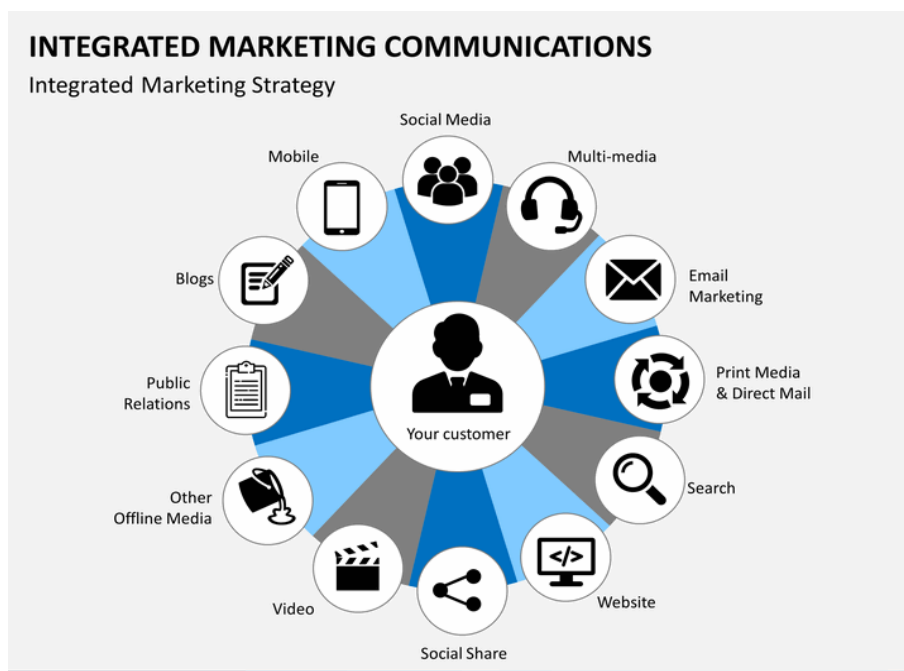 INTEGRATED MARKETING COMMUNICATIONS
Integrated Marketing Strategy
Social Media
Mobile
Multi-media
Blogs
Email
Marketing
Public
Relations
Print Media
& Direct Mail
Your customer
Other
Offline Media
Search
Video
Website
Social Share
</>